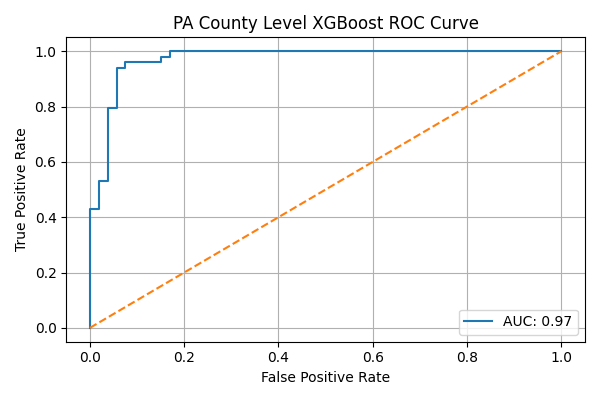 PA County Level XGBoost ROC Curve
True Positive Rate
1.0
0.8
0.6
0.4
0.2
0.0
AUC: 0.97
0.0 0.2 0.4 0.6 0.8 1.0
False Positive Rate